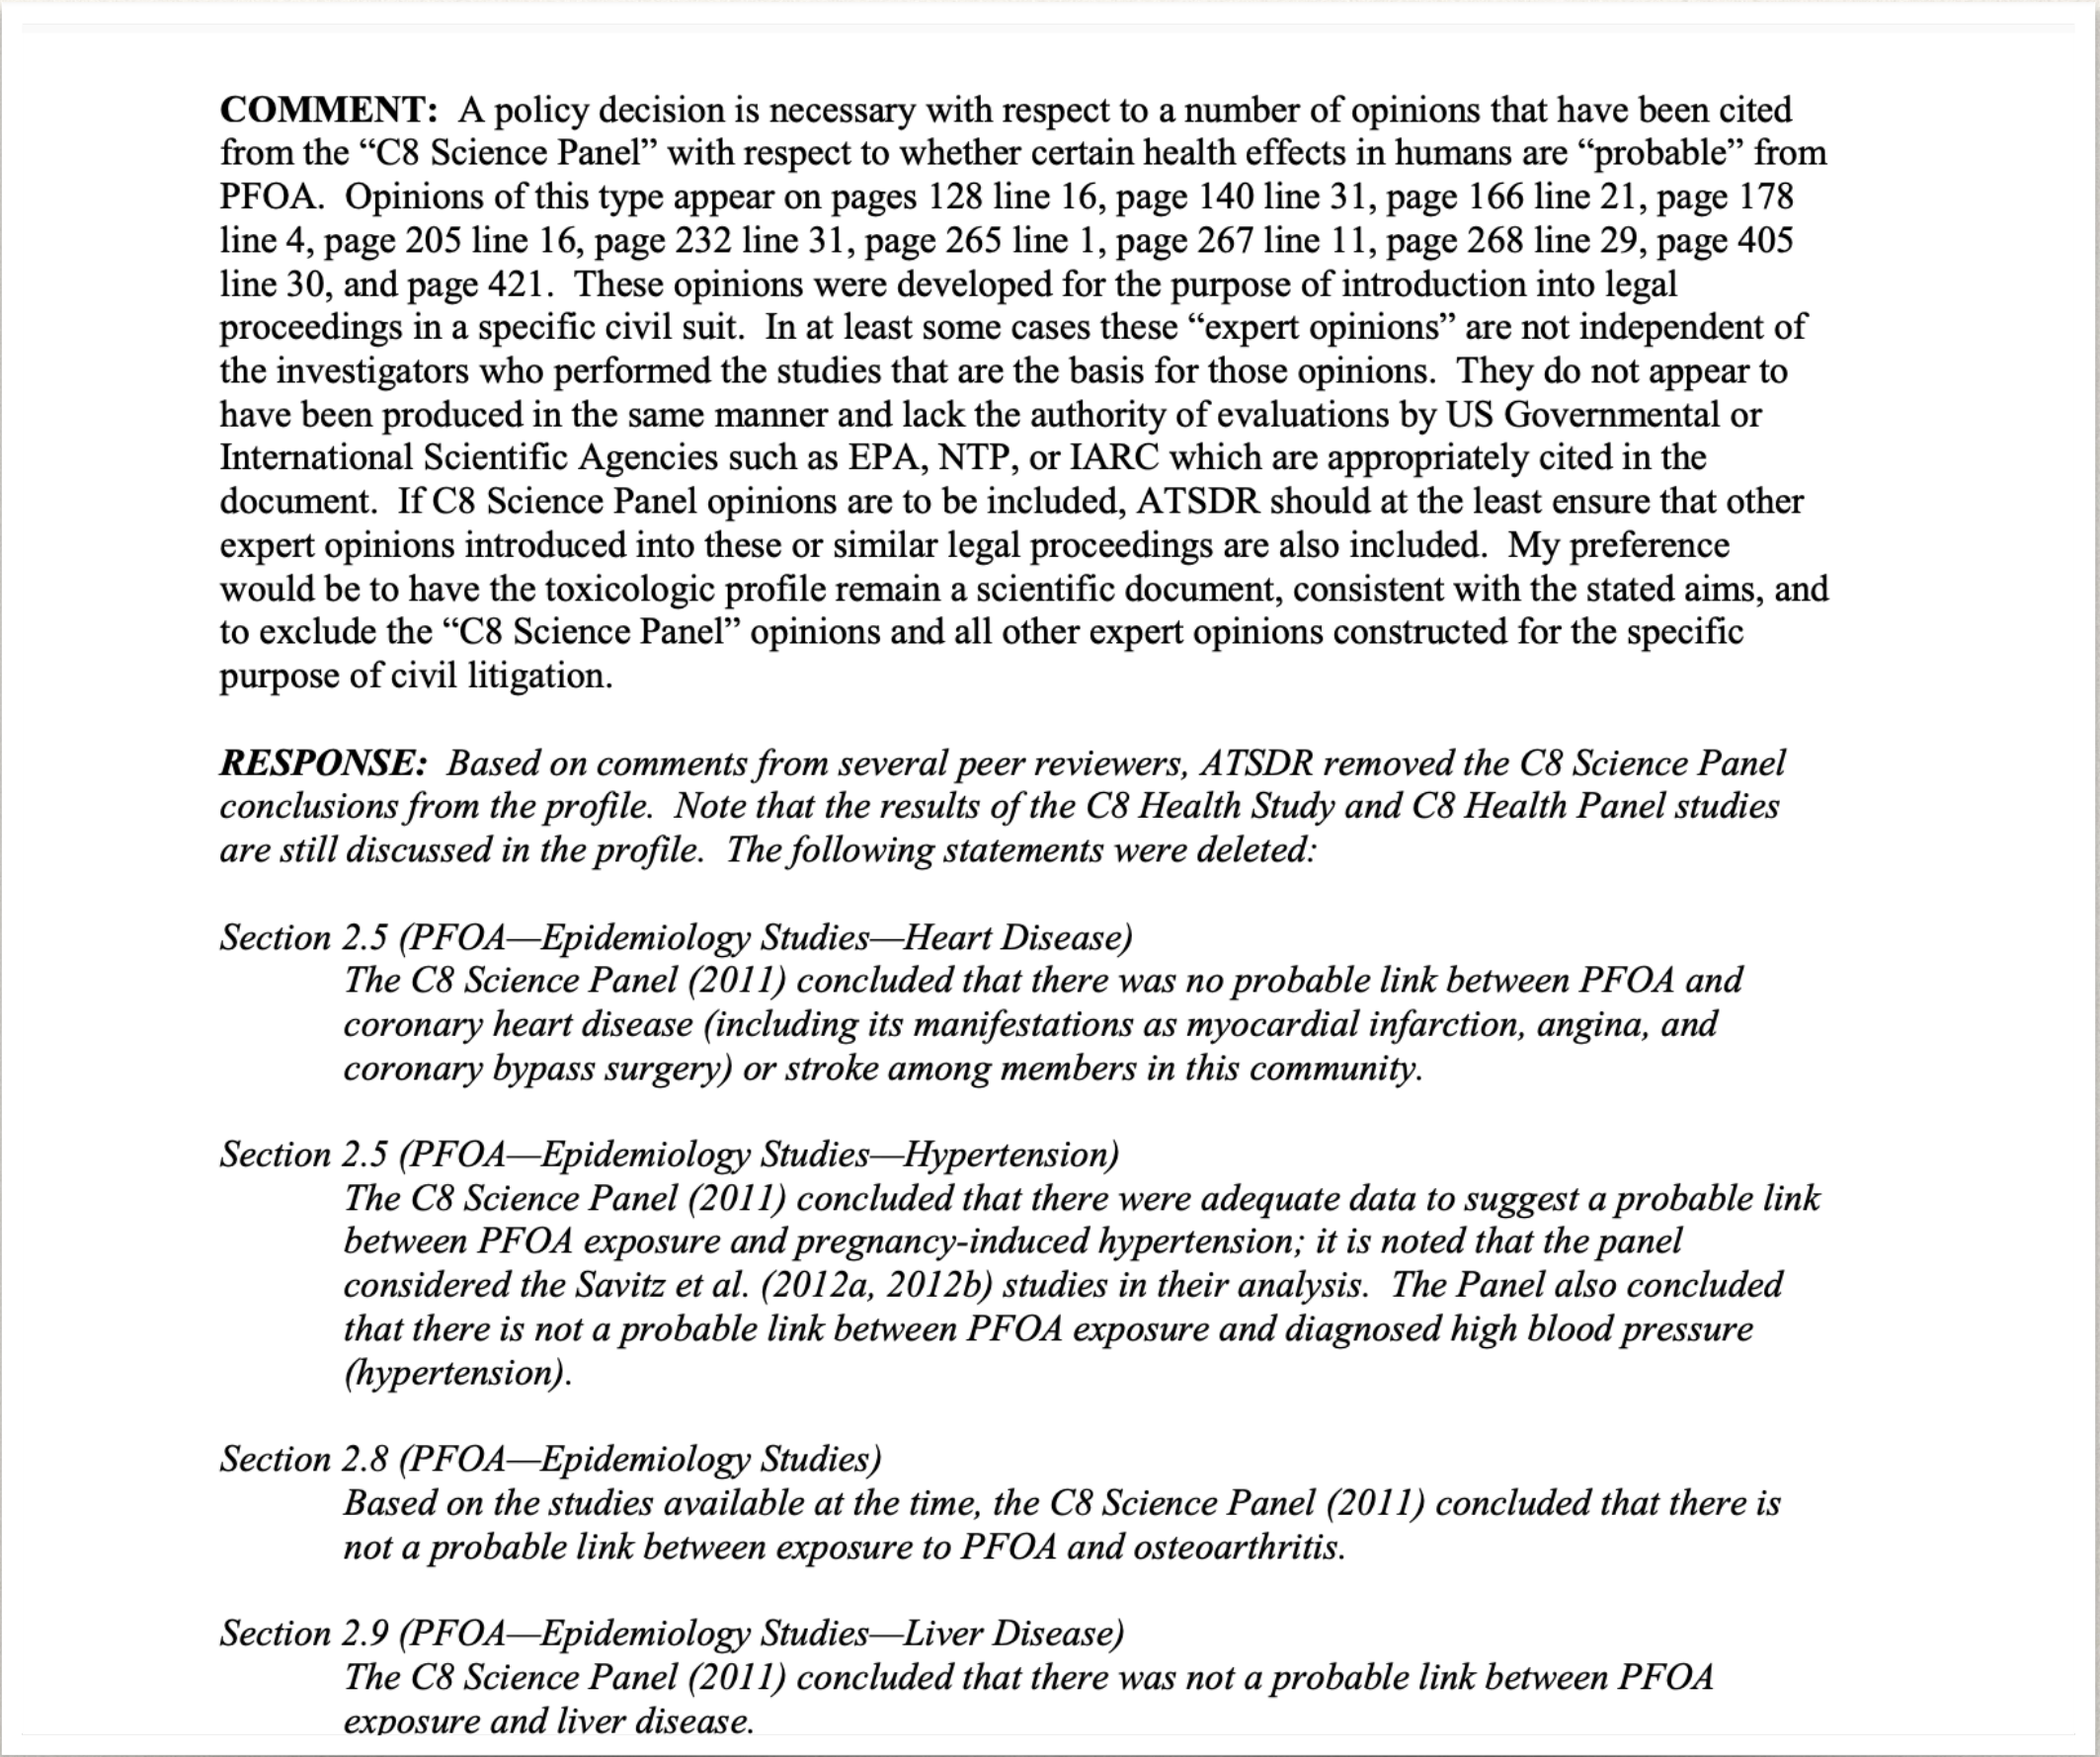 COMMENT:  A policy decision is necessary with respect to a number of opinions that have been cited
from the “C8 Science Panel” with respect to whether certain health effects in humans are “probable” from
PFOA.  Opinions of this type appear on pages 128 line 16, page 140 line 31, page 166 line 21, page 178
line 4, page 205 line 16, page 232 line 31, page 265 line 1, page 267 line 11, page 268 line 29, page 405
line 30, and page 421.  These opinions were developed for the purpose of introduction into legal
proceedings in a specific civil suit.  In at least some cases these “expert opinions” are not independent of
the investigators who performed the studies that are the basis for those opinions.  They do not appear to
have been produced in the same manner and lack the authority of evaluations by US Governmental or
International Scientific Agencies such as EPA, NTP, or IARC which are appropriately cited in the
document.  If C8 Science Panel opinions are to be included, ATSDR should at the least ensure that other
expert opinions introduced into these or similar legal proceedings are also included.  My preference
would be to have the toxicologic profile remain a scientific document, consistent with the stated aims, and
to exclude the “C8 Science Panel” opinions and all other expert opinions constructed for the specific
purpose of civil litigation.
RESPONSE:  Based on comments from several peer reviewers, ATSDR removed the C8 Science Panel
conclusions from the profile.  Note that the results of the C8 Health Study and C8 Health Panel studies
are still discussed in the profile.  The following statements were deleted:
Section 2.5 (PFOA—Epidemiology Studies—Heart Disease)
The C8 Science Panel (2011) concluded that there was no probable link between PFOA and
coronary heart disease (including its manifestations as myocardial infarction, angina, and
coronary bypass surgery) or stroke among members in this community.
Section 2.5 (PFOA—Epidemiology Studies—Hypertension)
The C8 Science Panel (2011) concluded that there were adequate data to suggest a probable link
between PFOA exposure and pregnancy-induced hypertension; it is noted that the panel
considered the Savitz et al. (2012a, 2012b) studies in their analysis.  The Panel also concluded
that there is not a probable link between PFOA exposure and diagnosed high blood pressure
(hypertension).
Section 2.8 (PFOA—Epidemiology Studies)
Based on the studies available at the time, the C8 Science Panel (2011) concluded that there is
not a probable link between exposure to PFOA and osteoarthritis.
Section 2.9 (PFOA—Epidemiology Studies—Liver Disease)
The C8 Science Panel (2011) concluded that there was not a probable link between PFOA
exposure and liver disease.